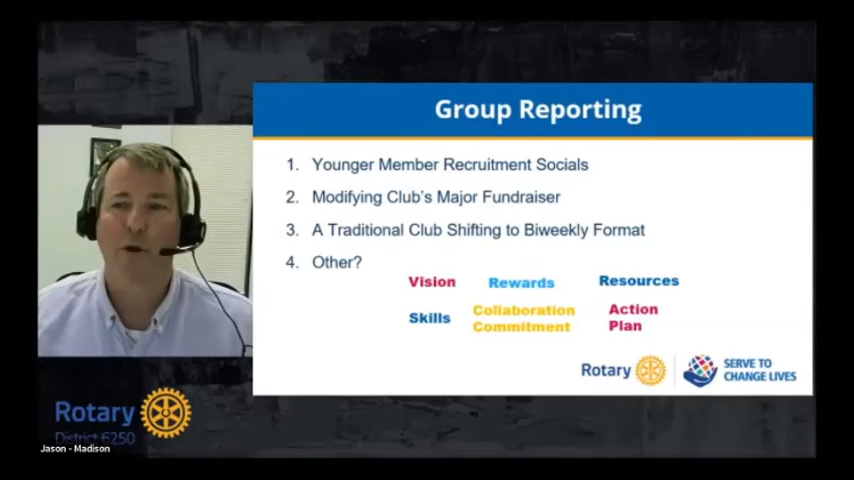 Group Reporting
1. Younger Member Recruitment Socials
2. Modifying Club's Major Fundraiser
3. A Traditional Club Shifting to Biweekly Format
4. Other?
Vision Rewards Resources
Skills Collaboration Action
Commitment Plan
Rotary SERVE TO
CHANGE LIVES
Rotary
District 6250
Jason - Madison